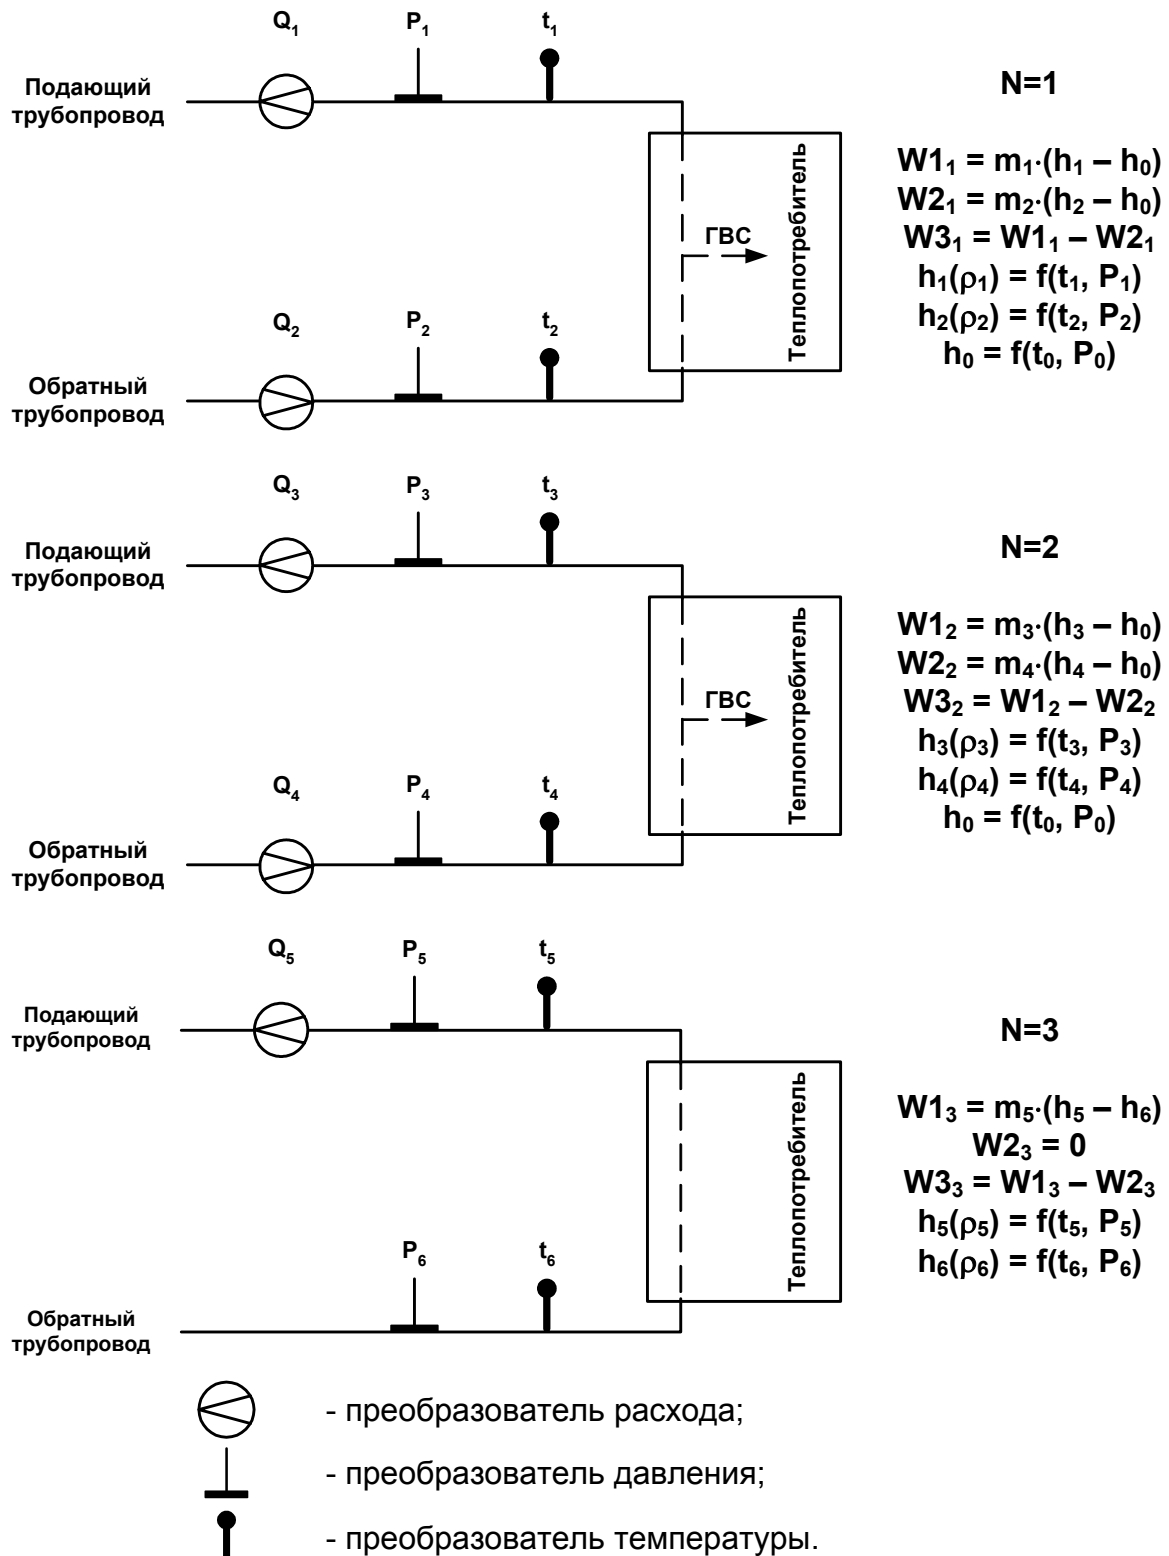 Q₁ P₁ t₁
Подающий
трубопровод
N=1
W1₁ = m₁·(h₁ – h₀)
W2₁ = m₂·(h₂ – h₀)
W3₁ = W1₁ – W2₁
h₁(ρ₁) = f(t₁, P₁)
h₂(ρ₂) = f(t₂, P₂)
h₀ = f(t₀, P₀)
ГВС
Теплопотребитель
Q₂ P₂ t₂
Обратный
трубопровод
Q₃ P₃ t₃
Подающий
трубопровод
N=2
W1₂ = m₃·(h₃ – h₀)
W2₂ = m₄·(h₄ – h₀)
W3₂ = W1₂ – W2₂
h₃(ρ₃) = f(t₃, P₃)
h₄(ρ₄) = f(t₄, P₄)
h₀ = f(t₀, P₀)
ГВС
Теплопотребитель
Q₄ P₄ t₄
Обратный
трубопровод
Q₅ P₅ t₅
Подающий
трубопровод
N=3
W1₃ = m₅·(h₅ – h₆)
W2₃ = 0
W3₃ = W1₃ – W2₃
h₅(ρ₅) = f(t₅, P₅)
h₆(ρ₆) = f(t₆, P₆)
Теплопотребитель
P₆ t₆
Обратный
трубопровод
- преобразователь расхода;
- преобразователь давления;
- преобразователь температуры.